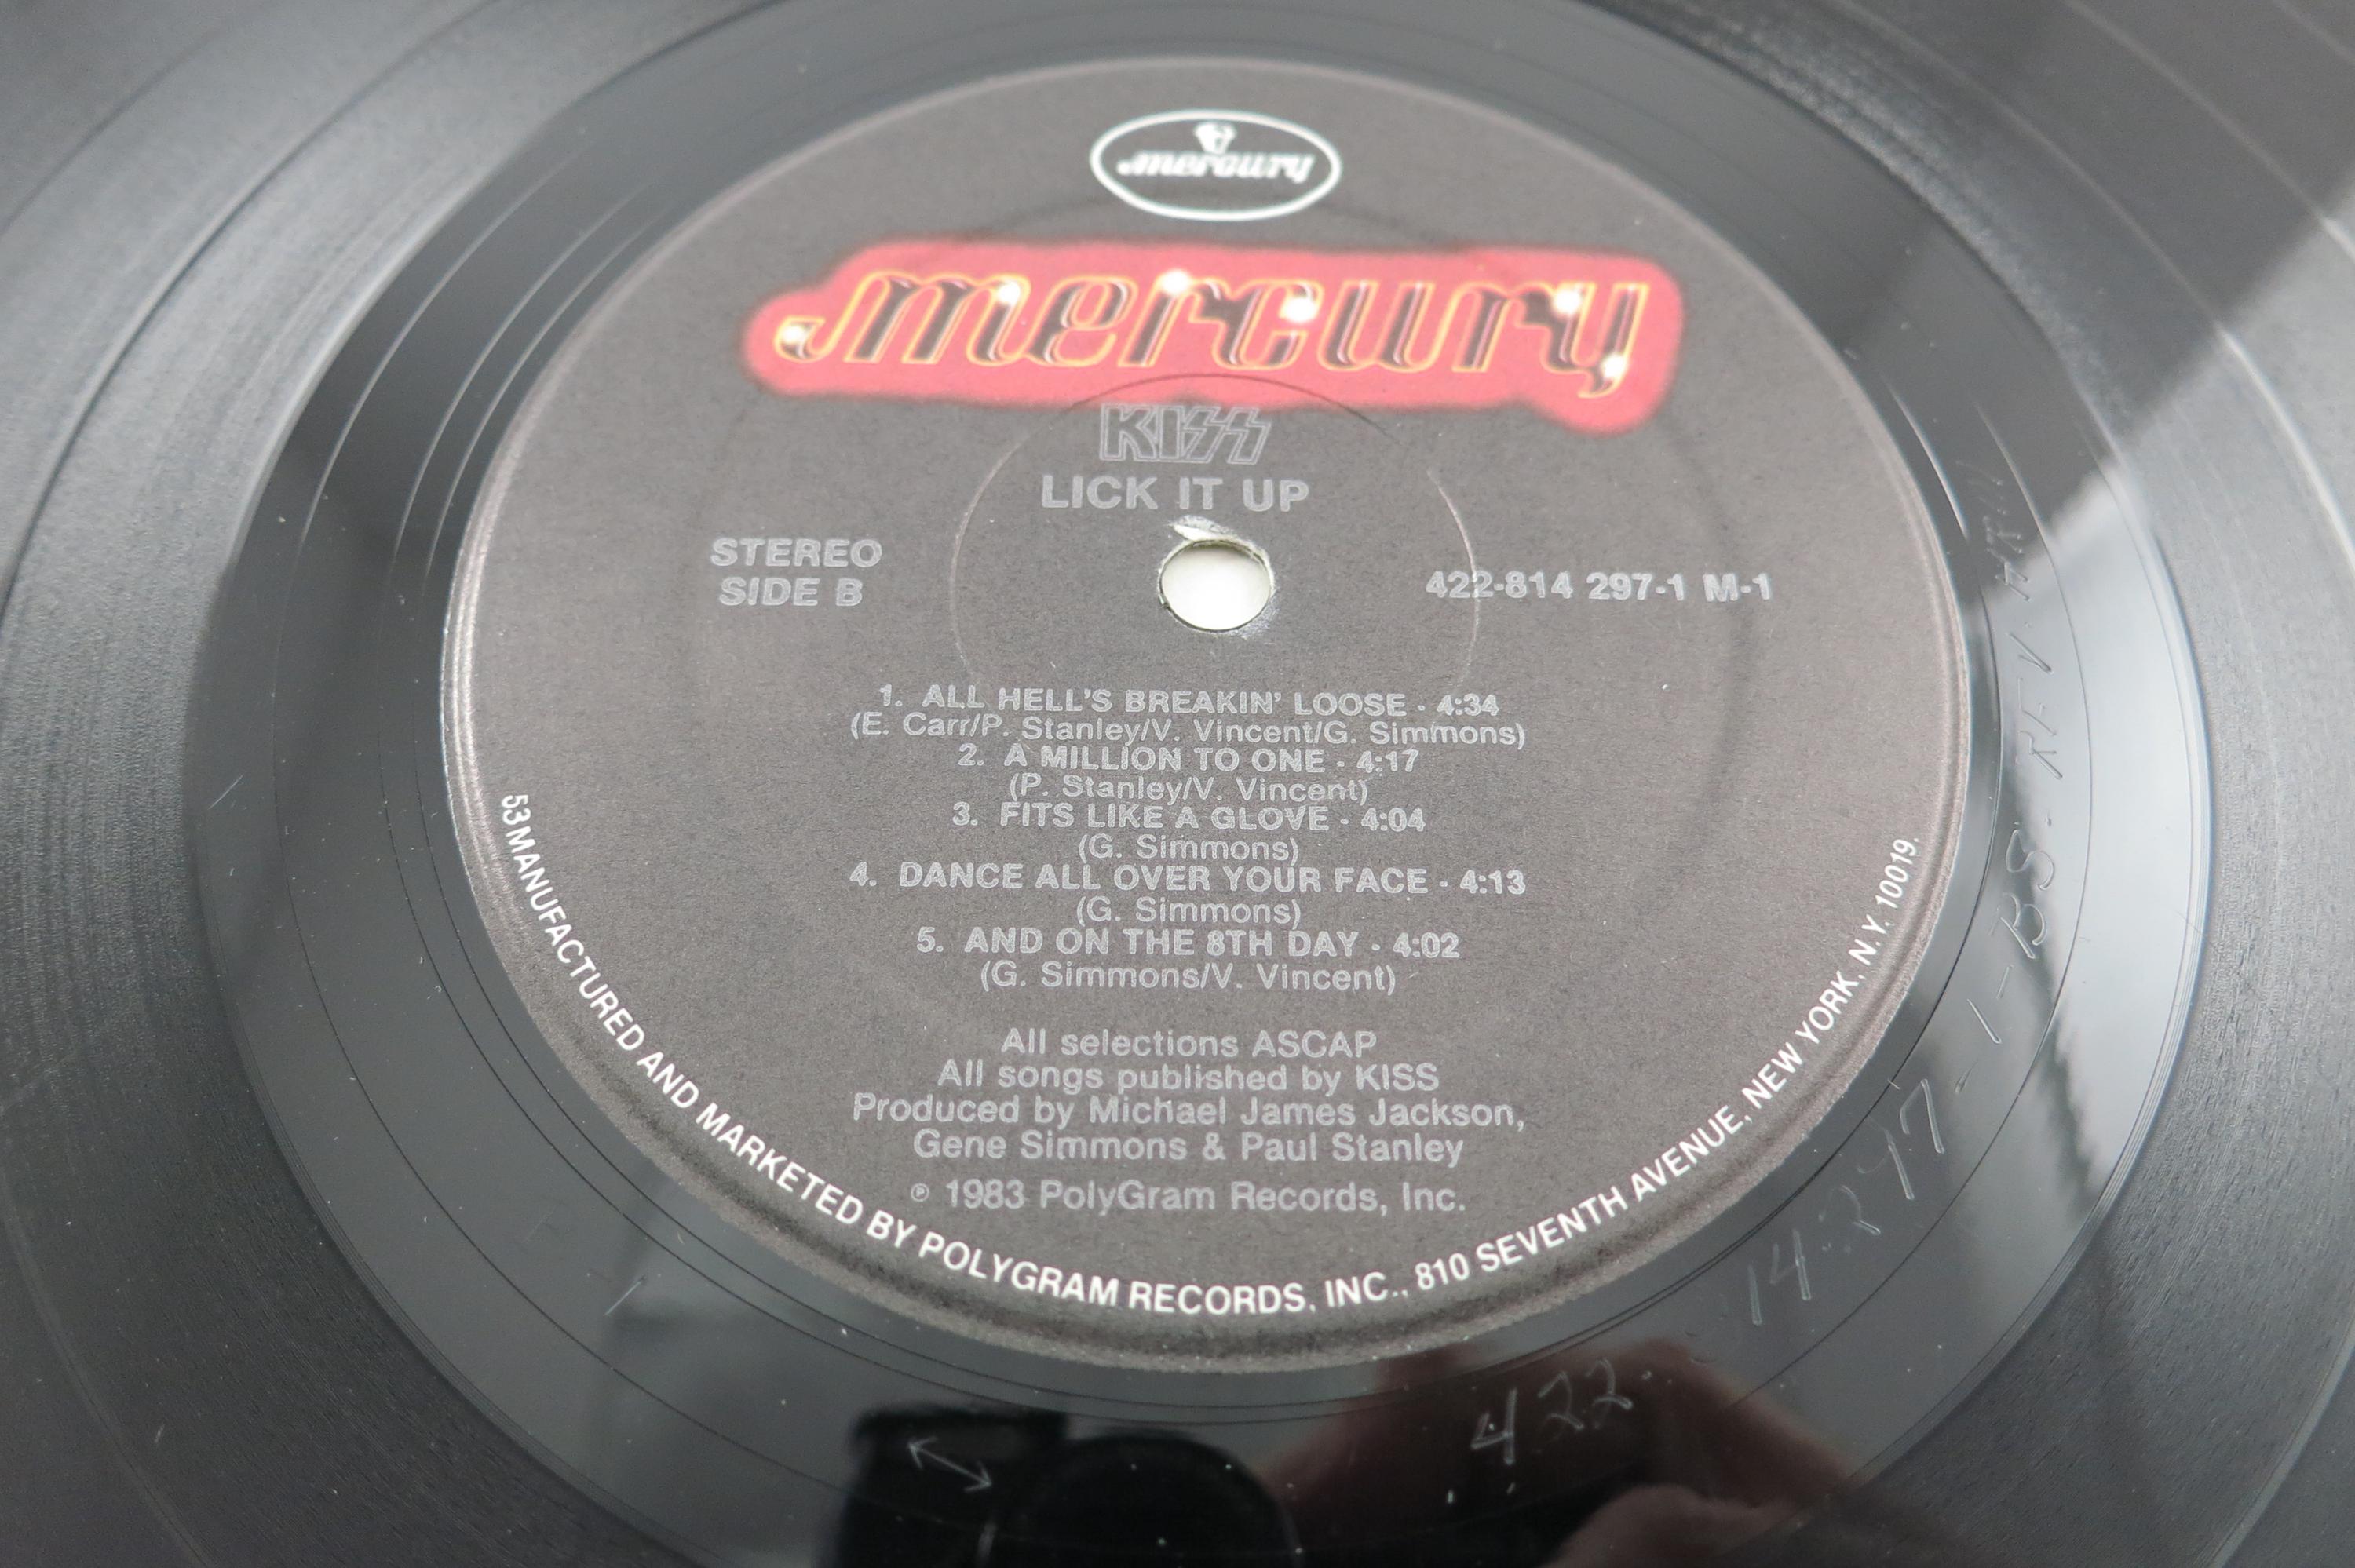 mercury
mercury
KISS
LICK IT UP
STEREO
SIDE B
422-814 297-1 M-1
1. ALL HELL'S BREAKIN' LOOSE - 4:34
(E. Carr/P. Stanley/V. Vincent/G. Simmons)
2. A MILLION TO ONE - 4:17
(P. Stanley/V. Vincent)
3. FITS LIKE A GLOVE - 4:04
(G. Simmons)
4. DANCE ALL OVER YOUR FACE - 4:13
(G. Simmons)
5. AND ON THE 8TH DAY - 4:02
(G. Simmons/V. Vincent)
All selections ASCAP
All songs published by KISS
Produced by Michael James Jackson,
Gene Simmons & Paul Stanley
℗ 1983 PolyGram Records, Inc.
53 MANUFACTURED AND MARKETED BY POLYGRAM RECORDS, INC., 810 SEVENTH AVENUE, NEW YORK, N.Y. 10019.
422